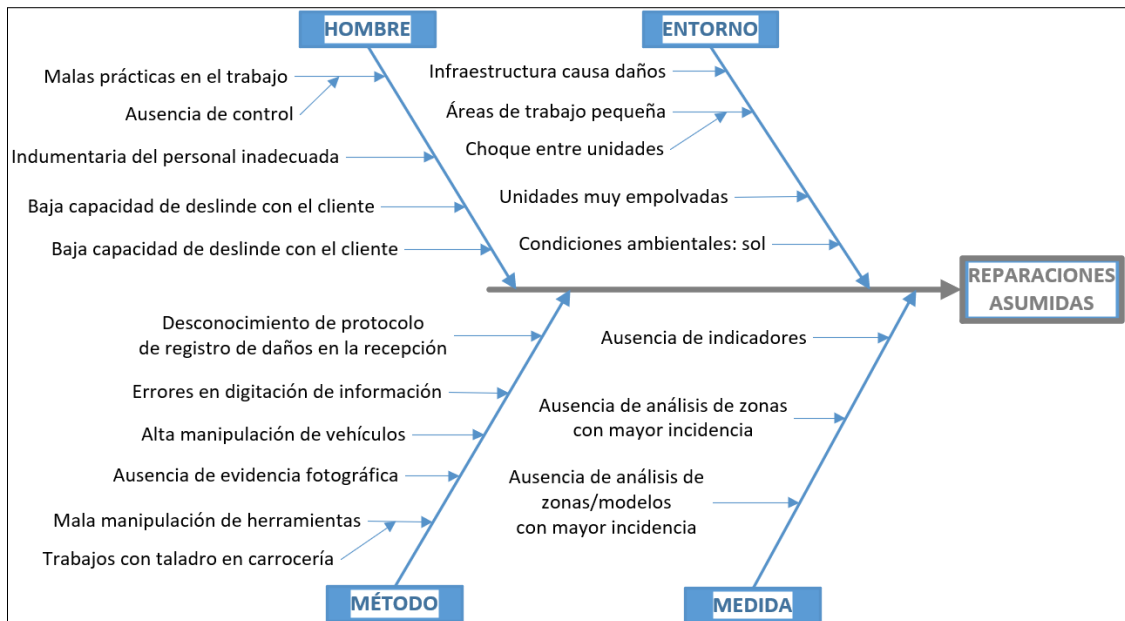 HOMBRE
ENTORNO
Malas prácticas en el trabajo
Ausencia de control
Indumentaria del personal inadecuada
Baja capacidad de deslinde con el cliente
Baja capacidad de deslinde con el cliente
Infraestructura causa daños
Áreas de trabajo pequeña
Choque entre unidades
Unidades muy empolvadas
Condiciones ambientales: sol
REPARACIONES
ASUMIDAS
Desconocimiento de protocolo
de registro de daños en la recepción
Errores en digitación de información
Alta manipulación de vehículos
Ausencia de evidencia fotográfica
Mala manipulación de herramientas
Trabajos con taladro en carrocería
Ausencia de indicadores
Ausencia de análisis de zonas
con mayor incidencia
Ausencia de análisis de
zonas/modelos
con mayor incidencia
MÉTODO
MEDIDA